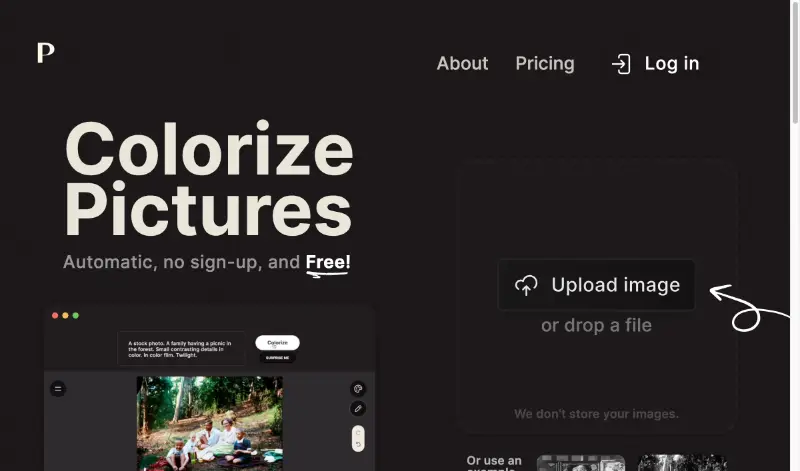 P
About Pricing Log in
Colorize
Pictures
Automatic, no sign-up, and Free!
Upload image
or drop a file
We don't store your images.
A stock photo. A family having a picnic in
the forest. Small contrasting details in
color. In color film. Twilight.
Colorize
SURPRISE ME
Or use an
example